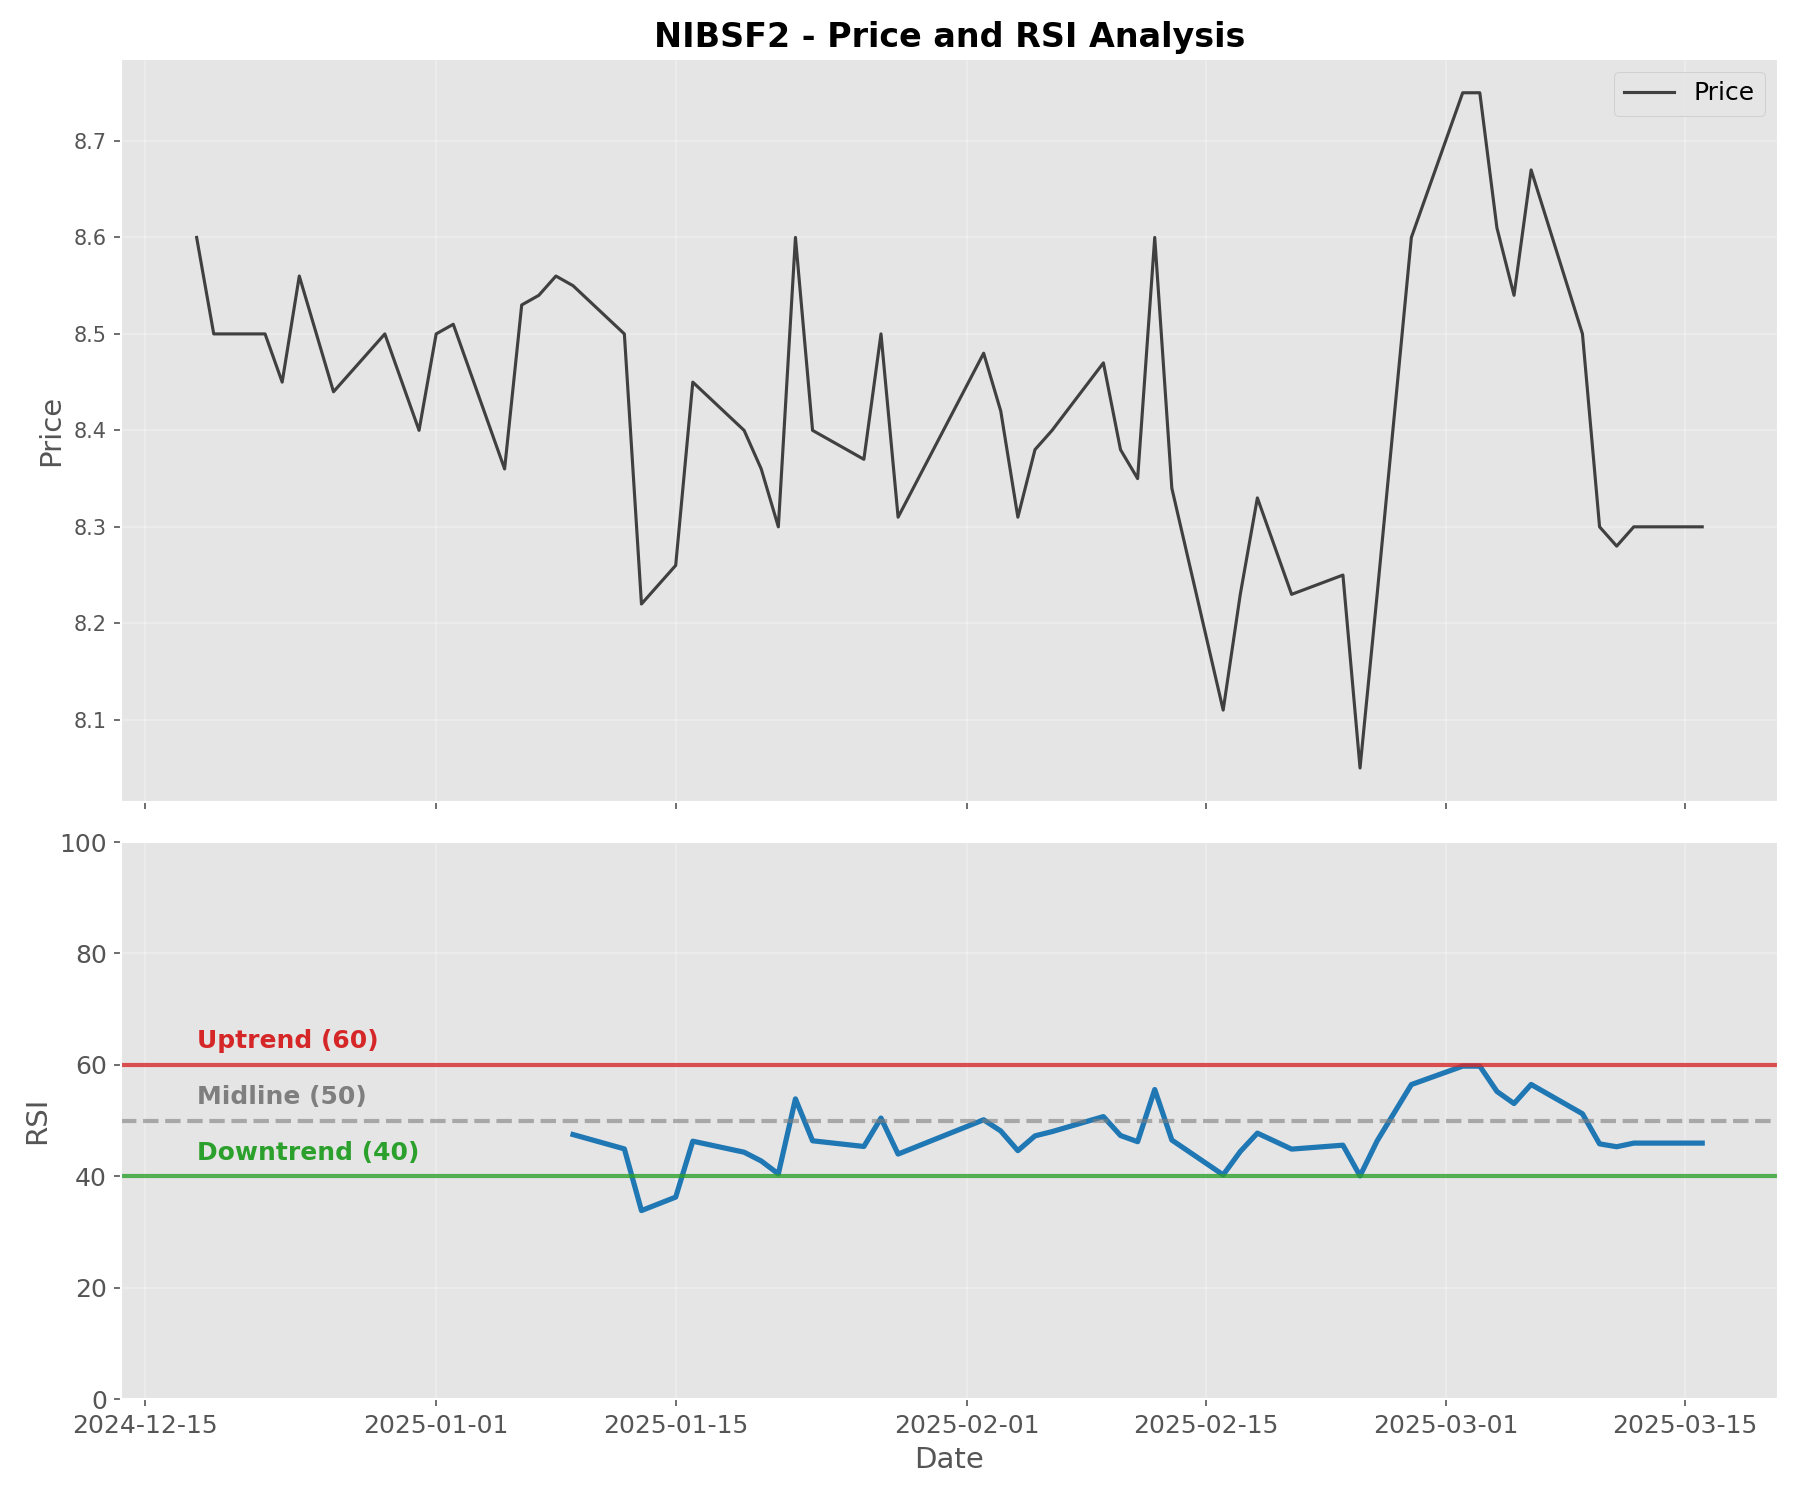 NIBSF2 - Price and RSI Analysis
Price
8.7
8.6
8.5
8.4
8.3
8.2
8.1
Price
100
80
60
40
20
0
RSI
Uptrend (60)
Midline (50)
Downtrend (40)
2024-12-15 2025-01-01 2025-01-15 2025-02-01 2025-02-15 2025-03-01 2025-03-15
Date